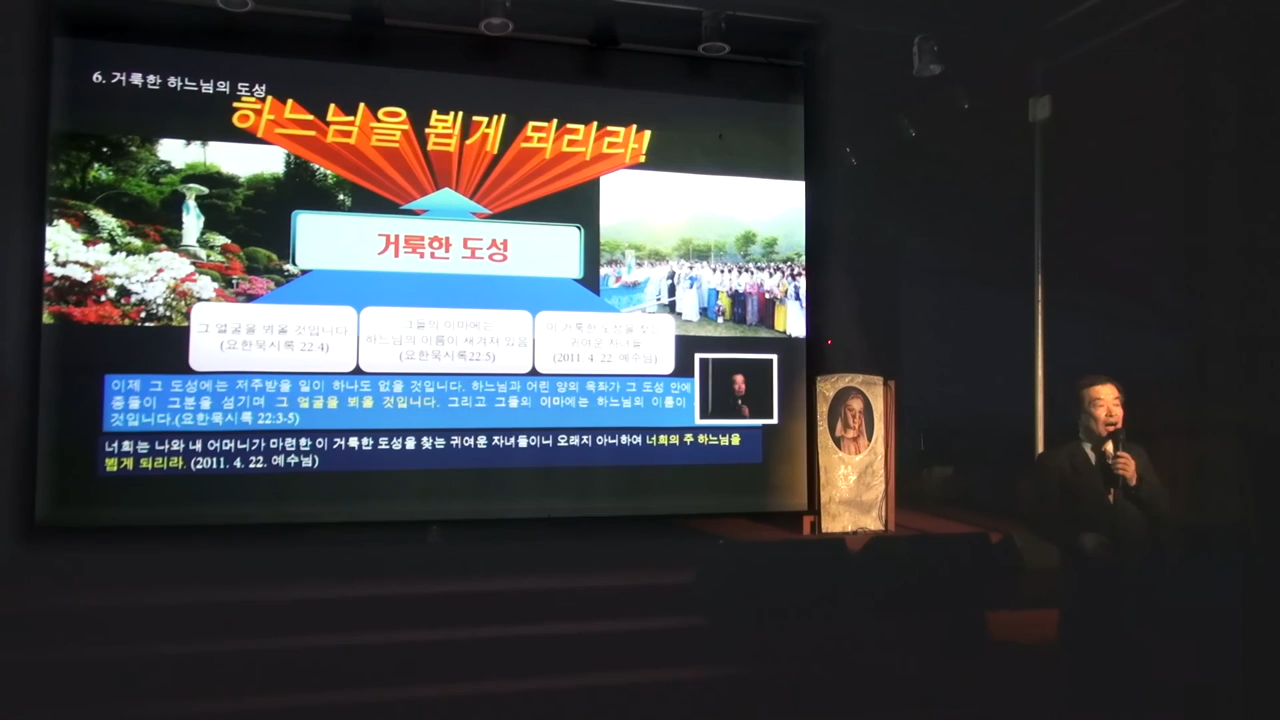 6. 거룩한 하느님의 도성
하느님을 뵙게 되리라!
거룩한 도성
그 얼굴을 뵈올 것입니다
(요한묵시록 22:4)
그들의 이마에는
하느님의 이름이 새겨져 있음
(요한묵시록22:5)
이 거룩한 도성을 찾는
귀여운 자녀들
(2011. 4. 22. 예수님)
이제 그 도성에는 저주받을 일이 하나도 없을 것입니다. 하느님과 어린 양의 옥좌가 그 도성 안에
종들이 그분을 섬기며 그 얼굴을 뵈올 것입니다. 그리고 그들의 이마에는 하느님의 이름이
것입니다.(요한묵시록 22:3-5)
너희는 나와 내 어머니가 마련한 이 거룩한 도성을 찾는 귀여운 자녀들이니 오래지 아니하여 너희의 주 하느님을
뵙게 되리라. (2011. 4. 22. 예수님)